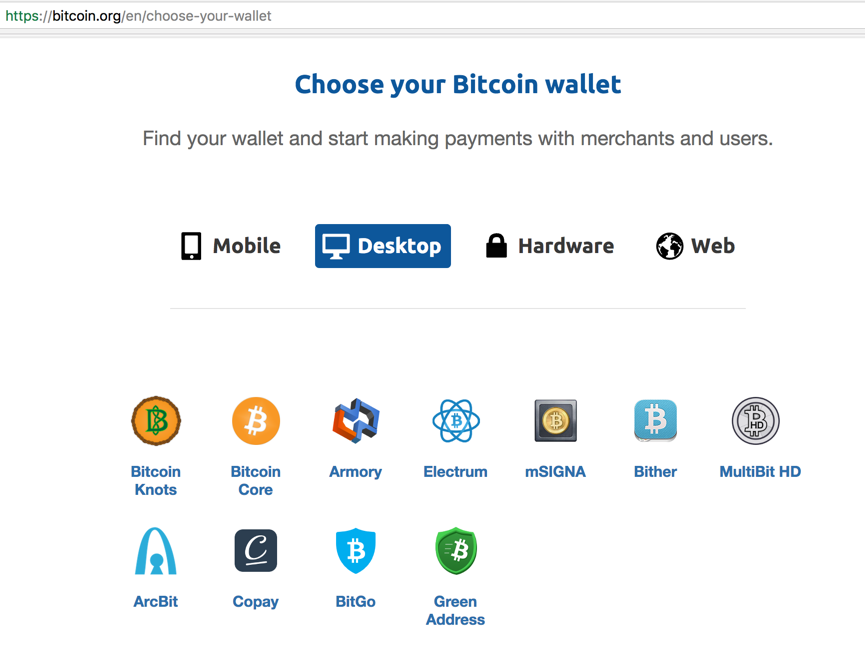 https://bitcoin.org/en/choose-your-wallet
Choose your Bitcoin wallet
Find your wallet and start making payments with merchants and users.
Mobile
Desktop
Hardware
Web
HD
Bitcoin Knots
Bitcoin Core
Armory
Electrum
mSIGNA
Bither
MultiBit HD
C
ArcBit
Copay
BitGo
Green Address